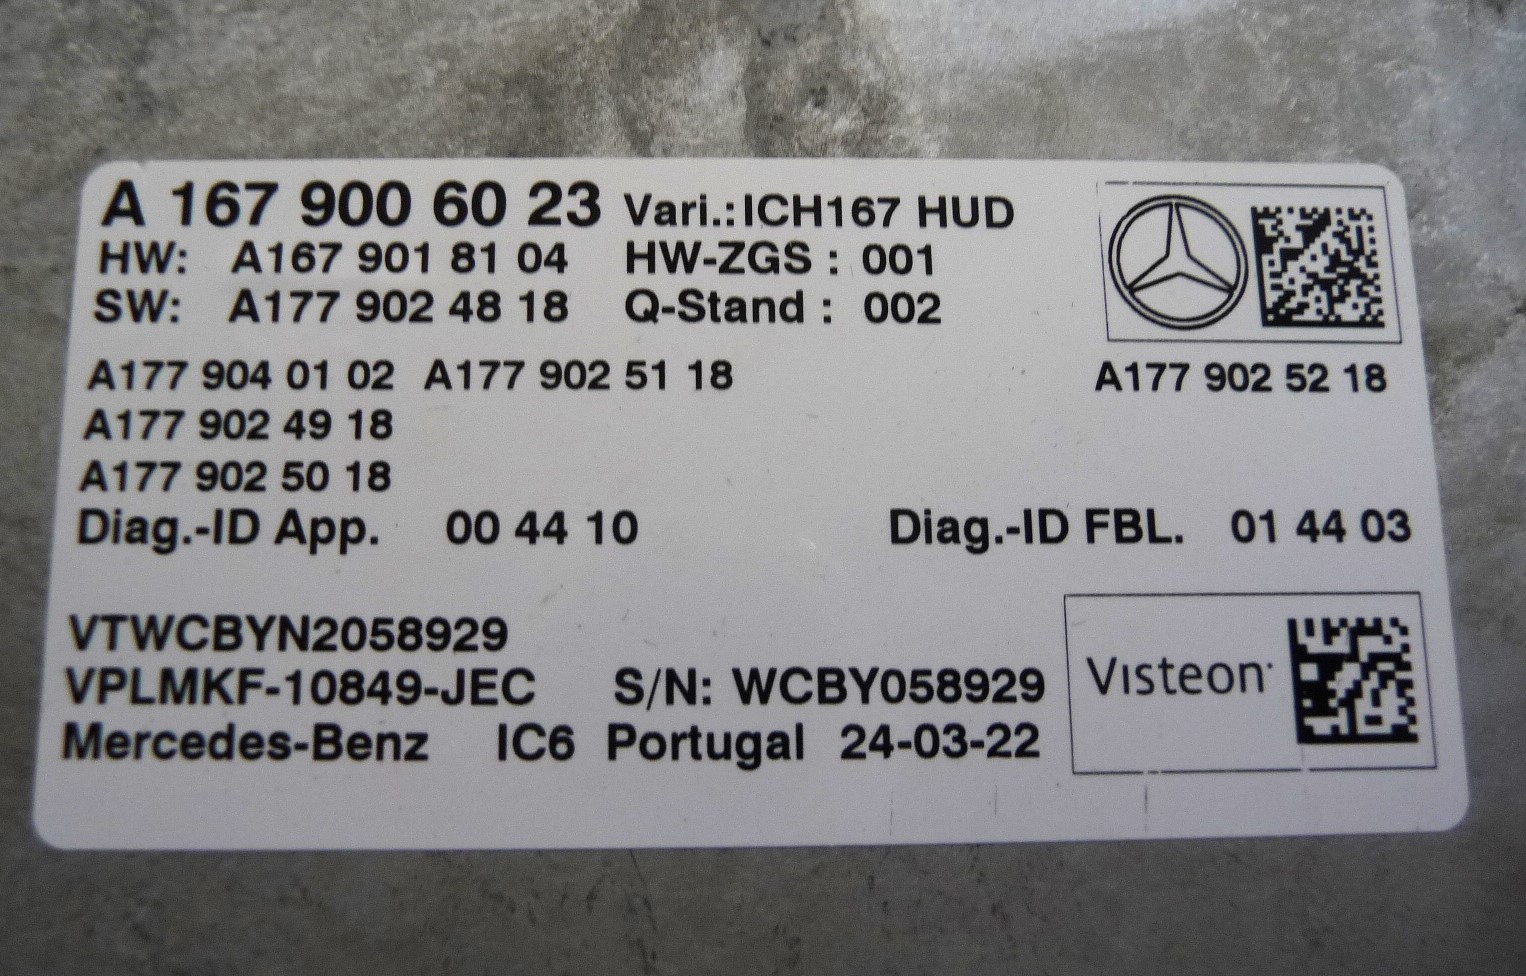 A 167 900 60 23 Vari.:ICH167 HUD
HW: A167 901 81 04 HW-ZGS : 001
SW: A177 902 48 18 Q-Stand : 002
A177 904 01 02 A177 902 51 18 A177 902 52 18
A177 902 49 18
A177 902 50 18
Diag.-ID App. 00 44 10 Diag.-ID FBL. 01 44 03
VTWCBYN2058929
VPLMKF-10849-JEC S/N: WCBY058929 Visteon
Mercedes-Benz IC6 Portugal 24-03-22